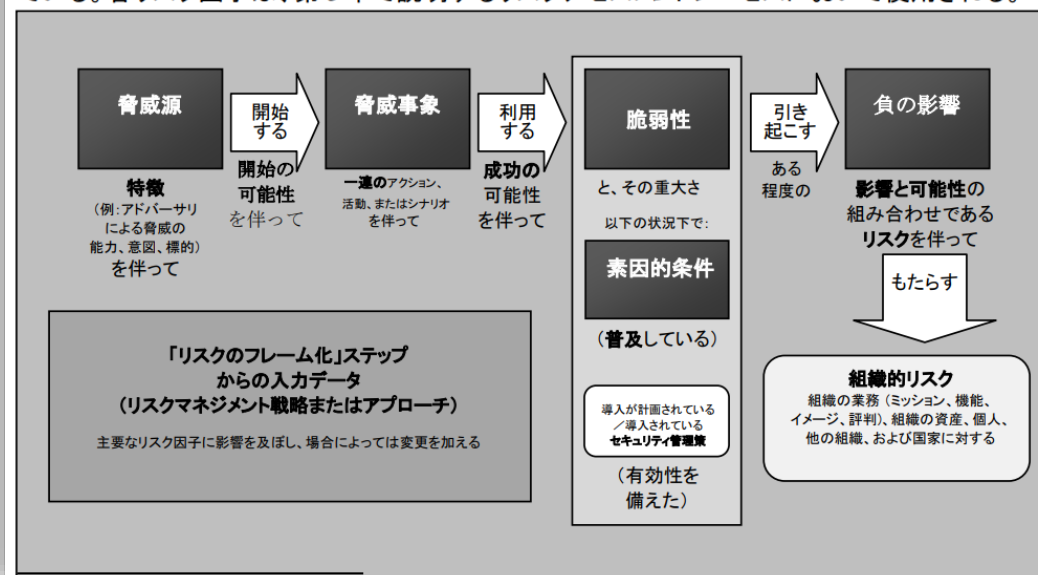 脅威源
開始
する
脅威事象
利用
する
脆弱性
引き
起こす
負の影響
特徴
(例:アドバーサリ
による脅威の
能力、意図、標的)
を伴って
開始の
可能性
を伴って
一連のアクション、
活動、またはシナリオ
を伴って
成功の
可能性
を伴って
と、その重大さ
以下の状況下で:
素因的条件
(普及している)
導入が計画されている
/導入されている
セキュリティ管理策
(有効性を
備えた)
ある
程度の
影響と可能性の
組み合わせである
リスクを伴って
もたらす
組織的リスク
組織の業務 (ミッション、機能、
イメージ、評判)、組織の資産、個人、
他の組織、および国家に対する
「リスクのフレーム化」ステップ
からの入力データ
(リスクマネジメント戦略またはアプローチ)
主要なリスク因子に影響を及ぼし、場合によっては変更を加える